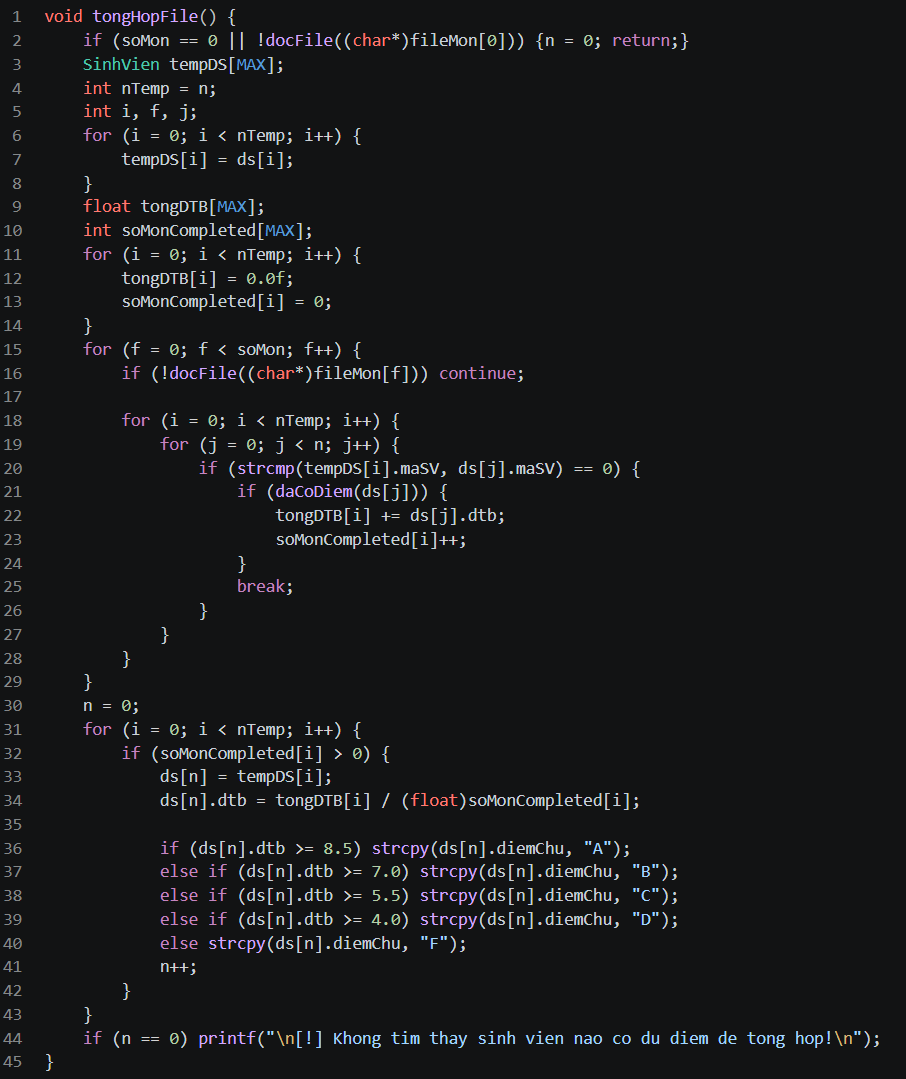 1 void tongHopFile() {
2     if (soMon == 0 || !docFile((char*)fileMon[0])) {n = 0; return;}
3     SinhVien tempDS[MAX];
4     int nTemp = n;
5     int i, f, j;
6     for (i = 0; i < nTemp; i++) {
7         tempDS[i] = ds[i];
8     }
9     float tongDTB[MAX];
10     int soMonCompleted[MAX];
11     for (i = 0; i < nTemp; i++) {
12         tongDTB[i] = 0.0f;
13         soMonCompleted[i] = 0;
14     }
15     for (f = 0; f < soMon; f++) {
16         if (!docFile((char*)fileMon[f])) continue;
17
18         for (i = 0; i < nTemp; i++) {
19             for (j = 0; j < n; j++) {
20                 if (strcmp(tempDS[i].maSV, ds[j].maSV) == 0) {
21                     if (daCoDiem(ds[j])) {
22                         tongDTB[i] += ds[j].dtb;
23                         soMonCompleted[i]++;
24                     }
25                     break;
26                 }
27             }
28         }
29     }
30     n = 0;
31     for (i = 0; i < nTemp; i++) {
32         if (soMonCompleted[i] > 0) {
33             ds[n] = tempDS[i];
34             ds[n].dtb = tongDTB[i] / (float)soMonCompleted[i];
35
36             if (ds[n].dtb >= 8.5) strcpy(ds[n].diemChu, "A");
37             else if (ds[n].dtb >= 7.0) strcpy(ds[n].diemChu, "B");
38             else if (ds[n].dtb >= 5.5) strcpy(ds[n].diemChu, "C");
39             else if (ds[n].dtb >= 4.0) strcpy(ds[n].diemChu, "D");
40             else strcpy(ds[n].diemChu, "F");
41             n++;
42         }
43     }
44     if (n == 0) printf("\n[!] Khong tim thay sinh vien nao co du diem de tong hop!\n");
45 }